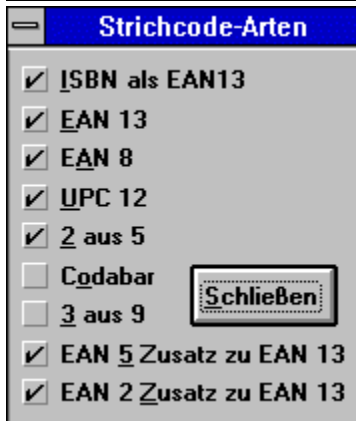 Strichcode-Arten
ISBN als EAN13
EAN 13
EAN 8
UPC 12
2 aus 5
Codabar
Schließen
3 aus 9
EAN 5 Zusatz zu EAN 13
EAN 2 Zusatz zu EAN 13